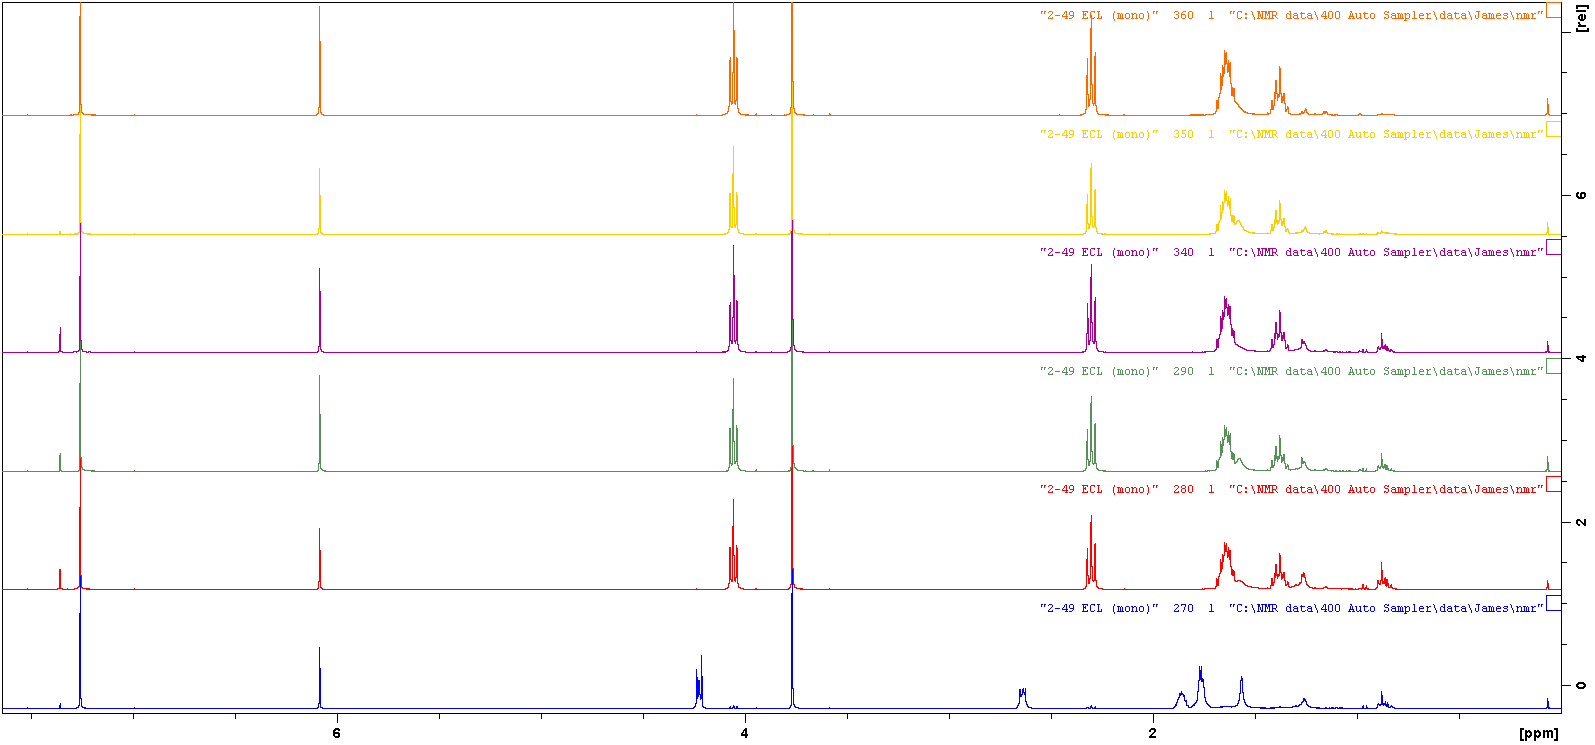 "2-49 ECL (mono)" 360 1 "C:\NMR data\400 Auto Sampler\data\James\nmr"
[rel]
"2-49 ECL (mono)" 350 1 "C:\NMR data\400 Auto Sampler\data\James\nmr"
6
"2-49 ECL (mono)" 340 1 "C:\NMR data\400 Auto Sampler\data\James\nmr"
4
"2-49 ECL (mono)" 290 1 "C:\NMR data\400 Auto Sampler\data\James\nmr"
"2-49 ECL (mono)" 280 1 "C:\NMR data\400 Auto Sampler\data\James\nmr"
2
"2-49 ECL (mono)" 270 1 "C:\NMR data\400 Auto Sampler\data\James\nmr"
0
6 4 2 [ppm]